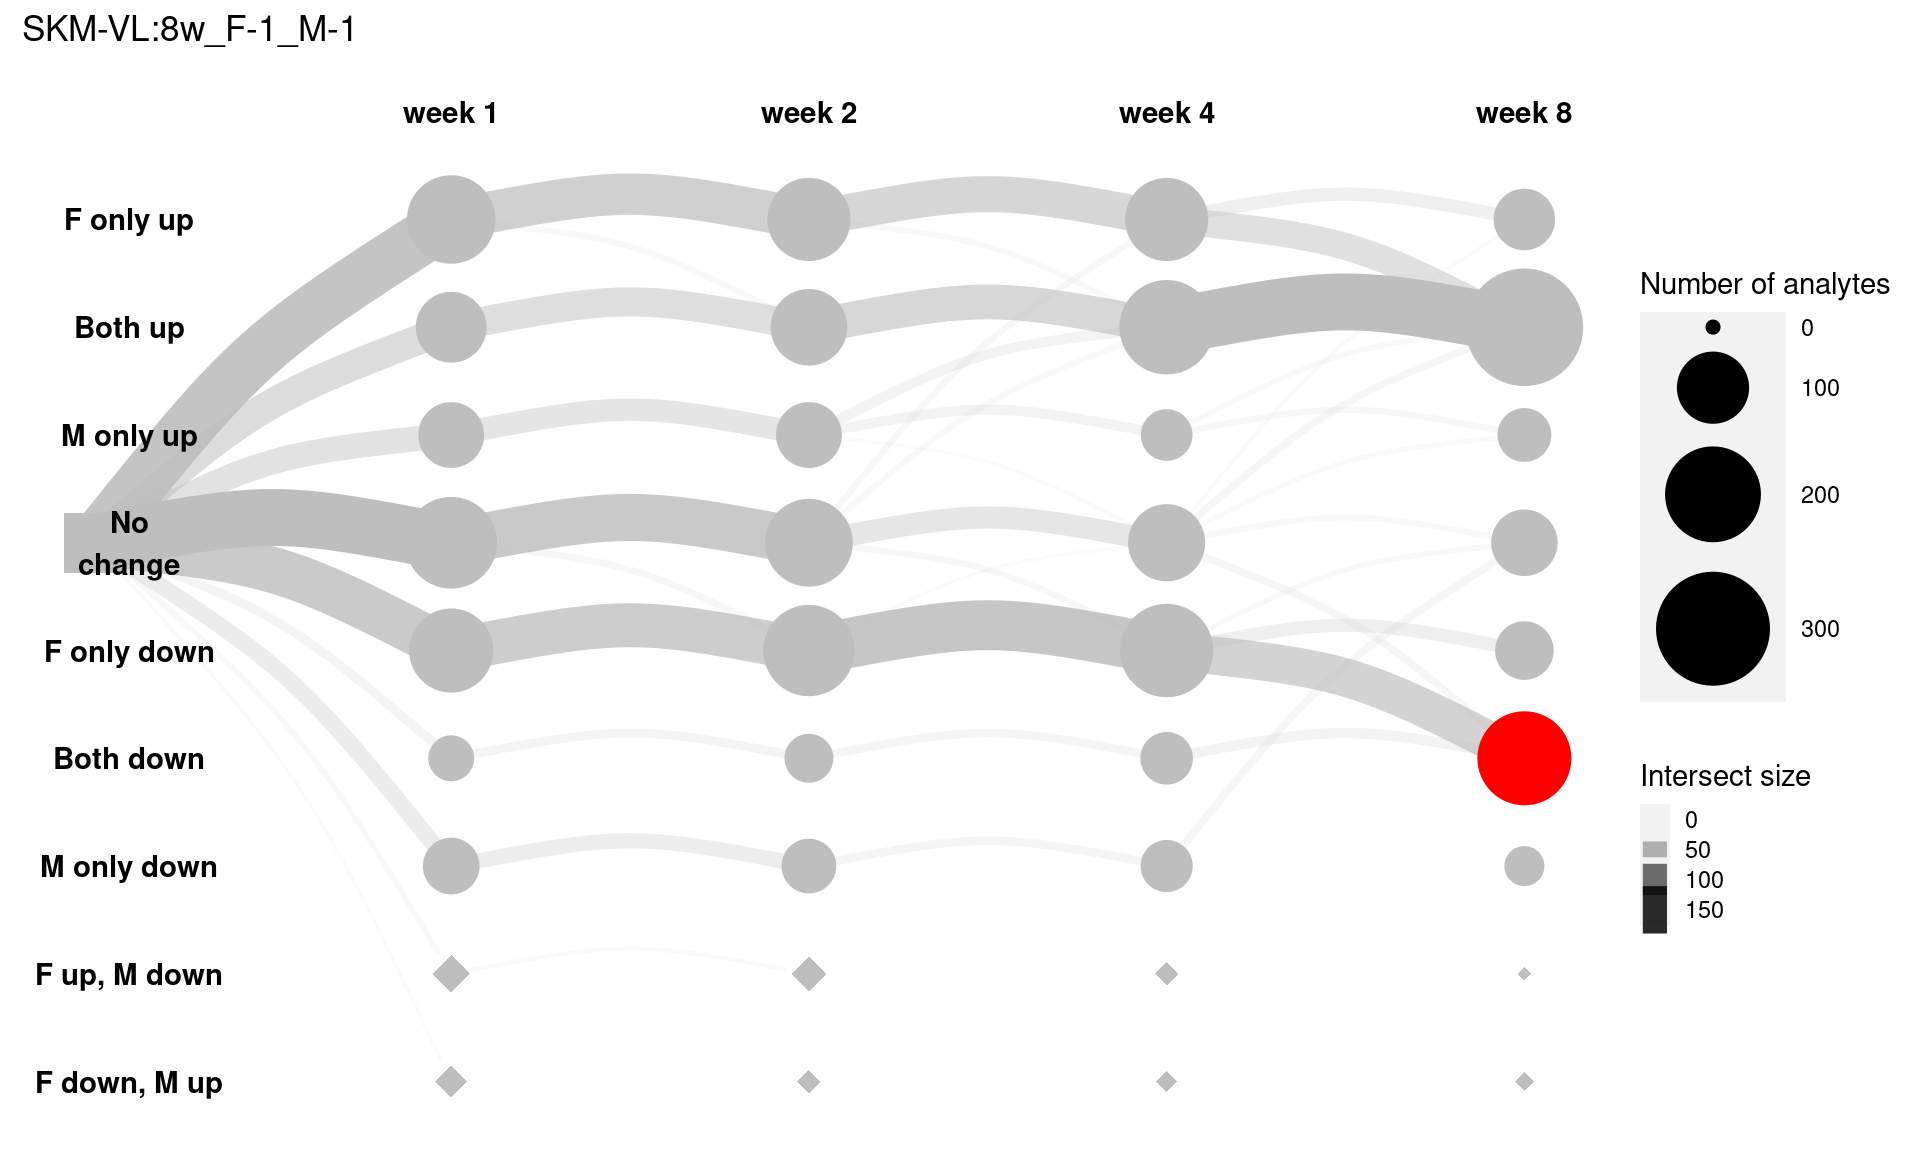 SKM-VL:8w_F-1_M-1
week 1
week 2
week 4
week 8
F only up
Both up
M only up
No
change
F only down
Both down
M only down
F up, M down
F down, M up
Number of analytes
0
100
200
300
Intersect size
0
50
100
150